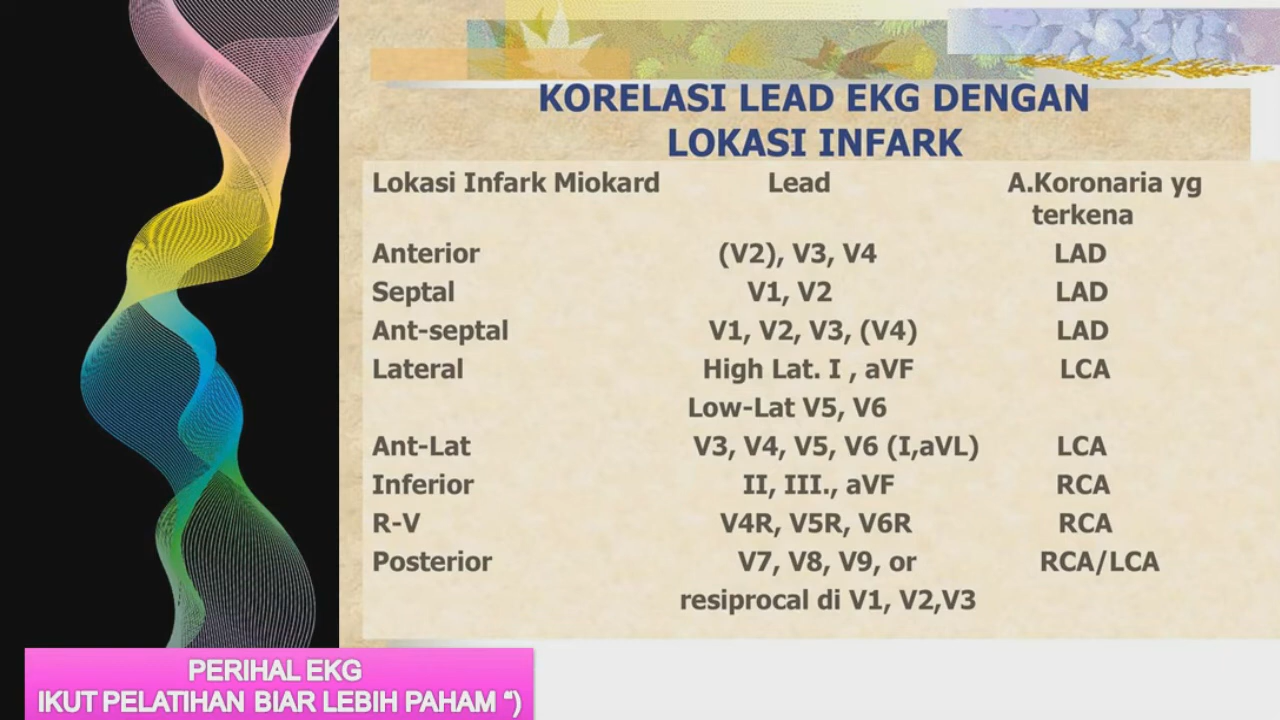 KORELASI LEAD EKG DENGAN
LOKASI INFARK
Lokasi Infark Miokard Lead A.Koronaria yg
terkena
Anterior (V2), V3, V4 LAD
Septal V1, V2 LAD
Ant-septal V1, V2, V3, (V4) LAD
Lateral High Lat. I , aVF LCA
Low-Lat V5, V6
Ant-Lat V3, V4, V5, V6 (I,aVL) LCA
Inferior II, III., aVF RCA
R-V V4R, V5R, V6R RCA
Posterior V7, V8, V9, or RCA/LCA
resiprocal di V1, V2,V3
PERIHAL EKG
IKUT PELATIHAN BIAR LEBIH PAHAM “)